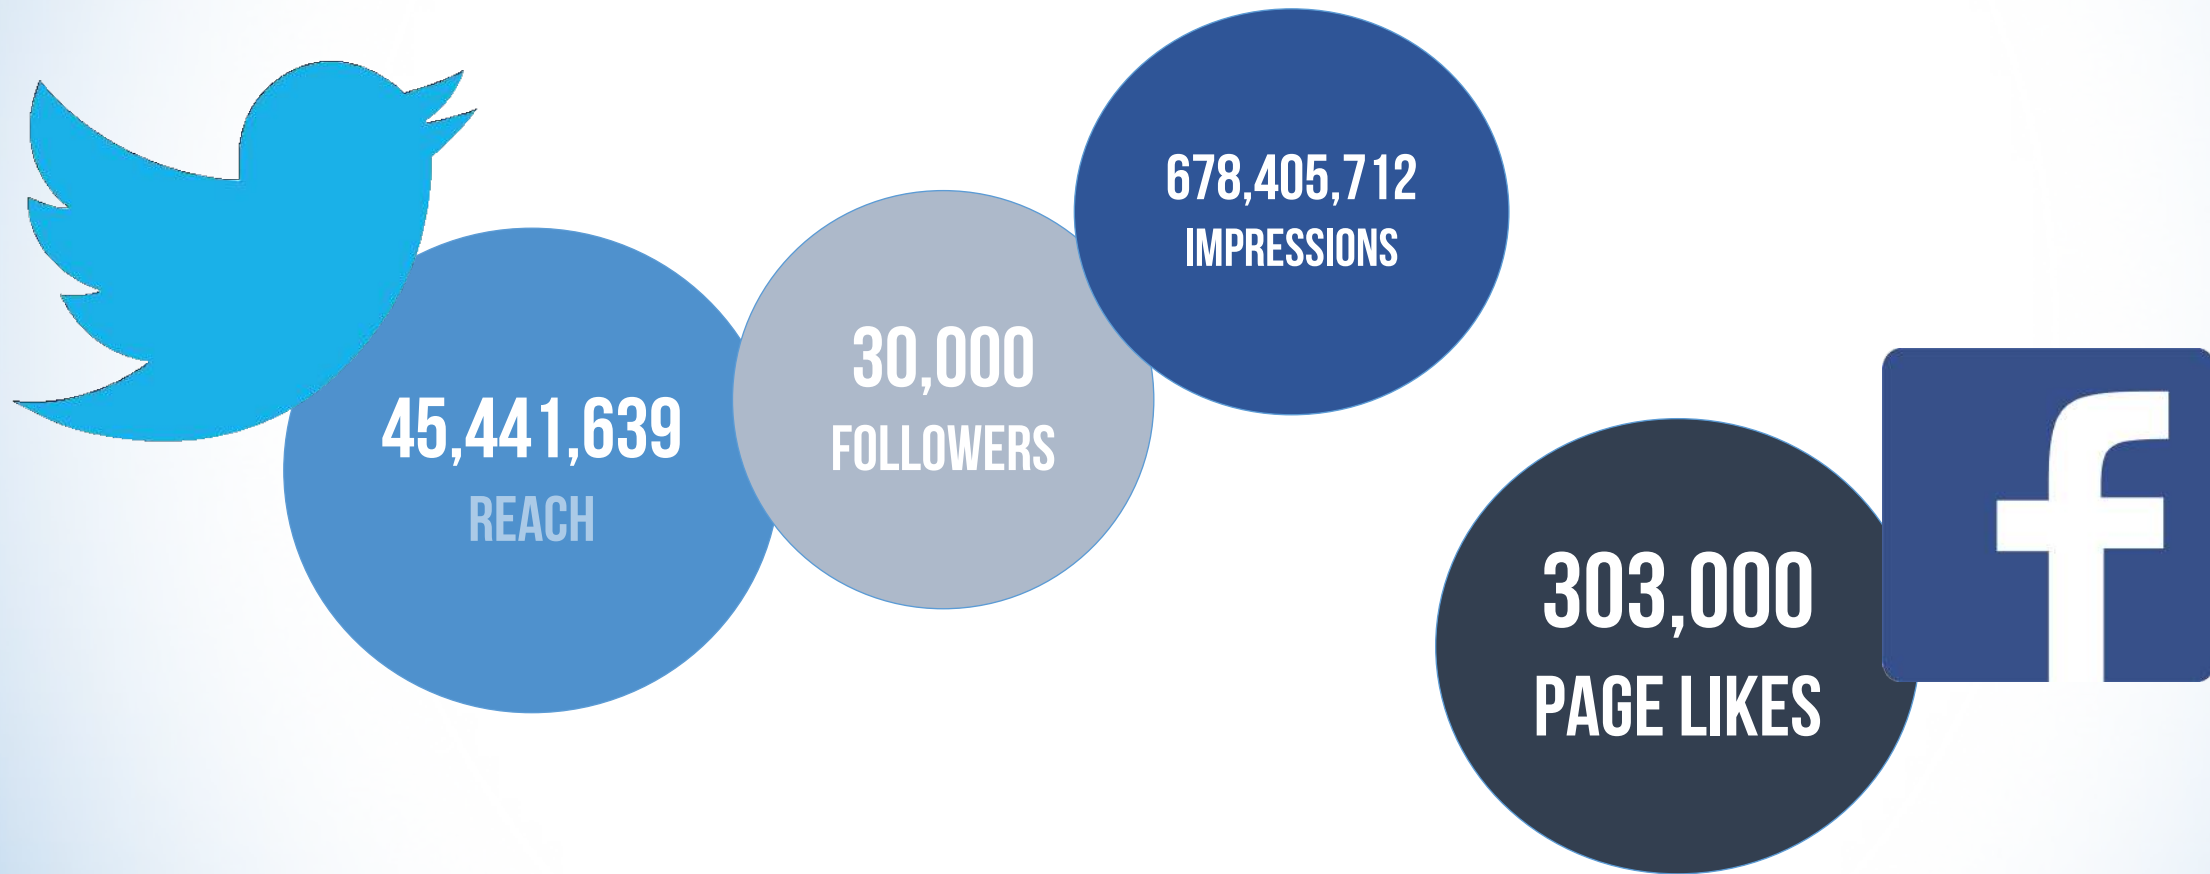 678,405,712
IMPRESSIONS
30,000
FOLLOWERS
45,441,639
REACH
303,000
PAGE LIKES